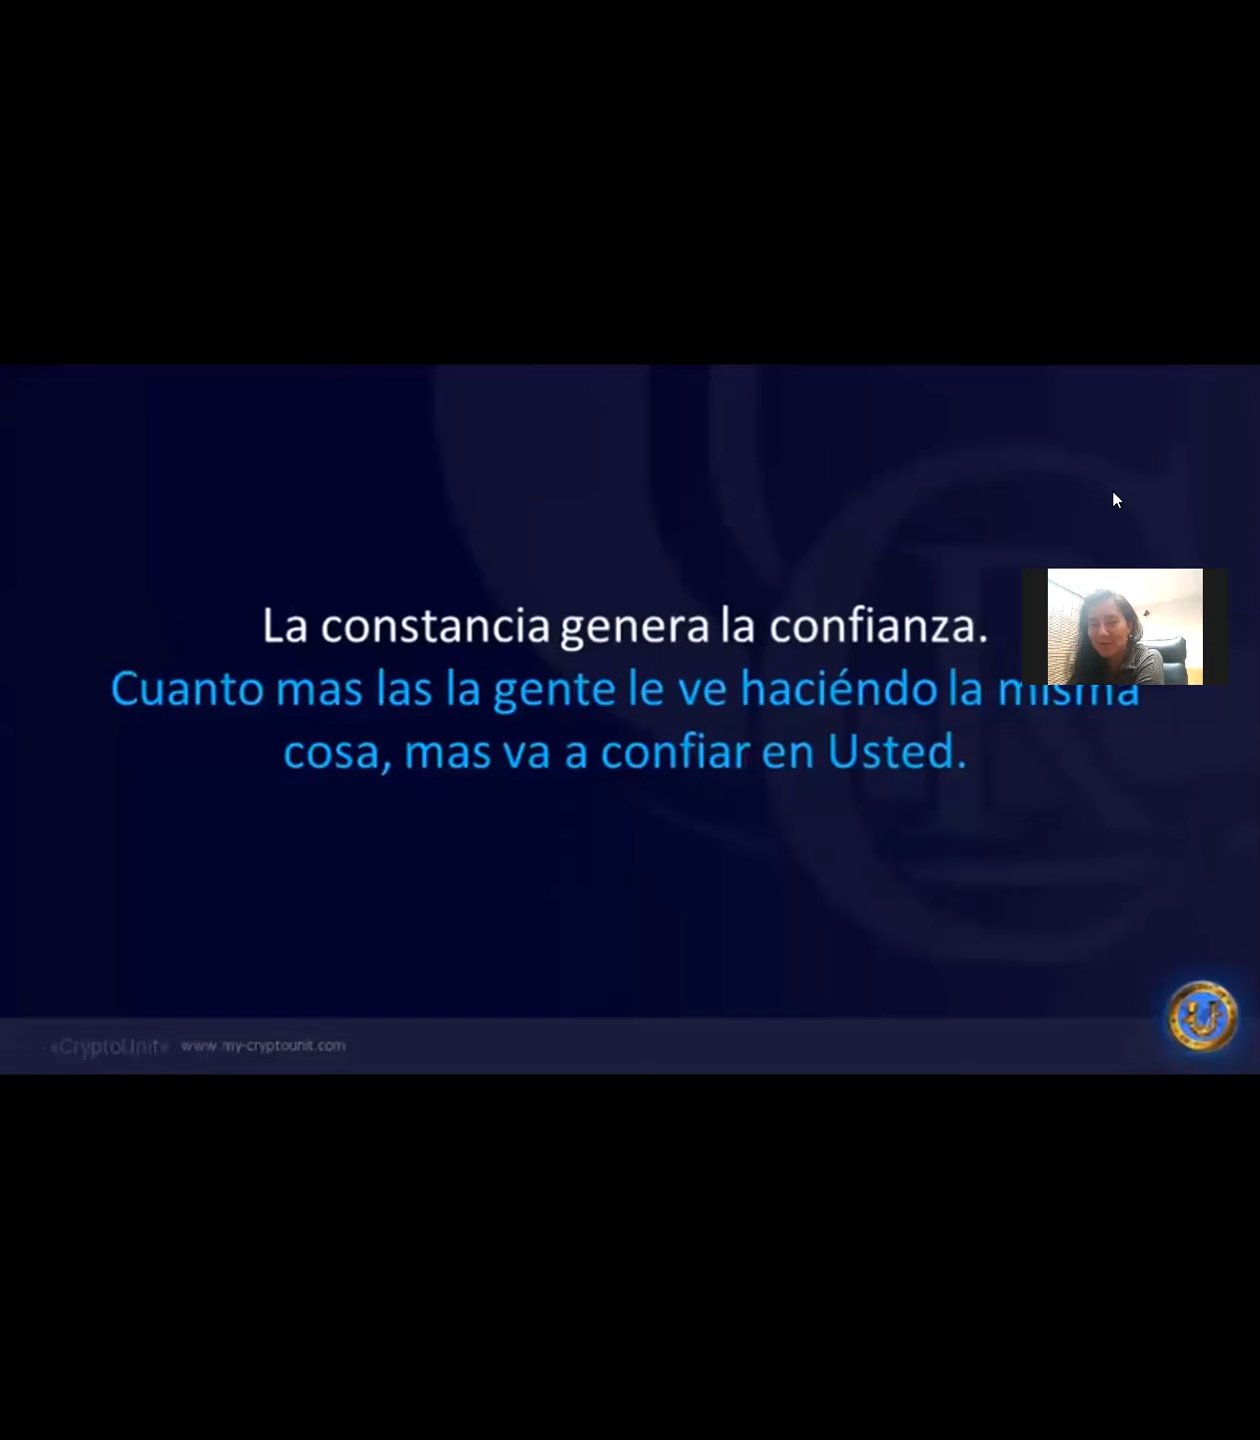 La constancia genera la confianza.
Cuanto mas las la gente le ve haciéndo la misma
cosa, mas va a confiar en Usted.
«CryptoUnit» www.my-cryptounit.com